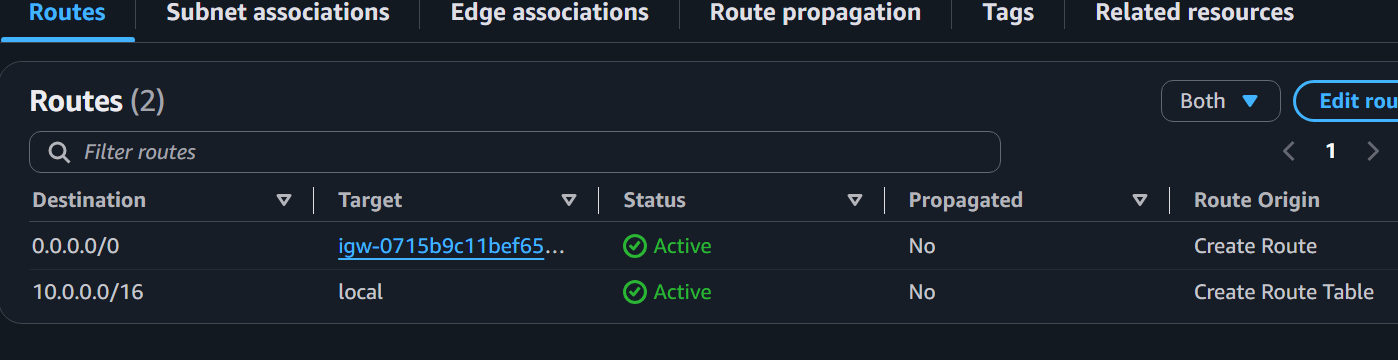 Routes Subnet associations Edge associations Route propagation Tags Related resources
Routes (2)
Both Edit rou
Filter routes
1
Destination Target Status Propagated Route Origin
0.0.0.0/0 igw-0715b9c11bef65... Active No Create Route
10.0.0.0/16 local Active No Create Route Table